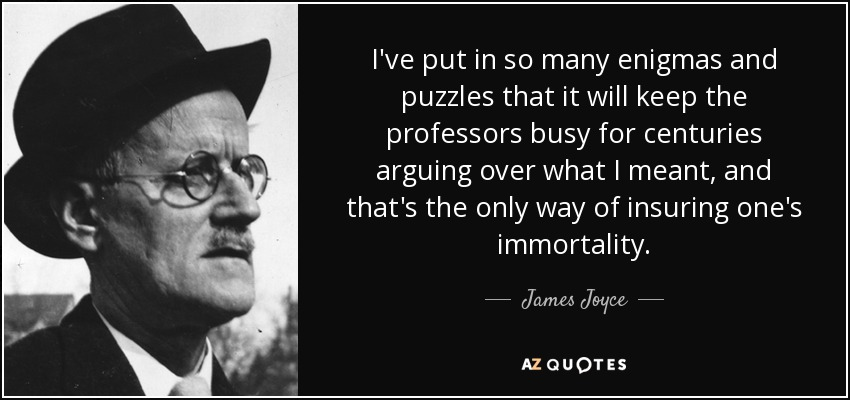 I've put in so many enigmas and
puzzles that it will keep the
professors busy for centuries
arguing over what I meant, and
that's the only way of insuring one's
immortality.
James Joyce
AZ QUOTES